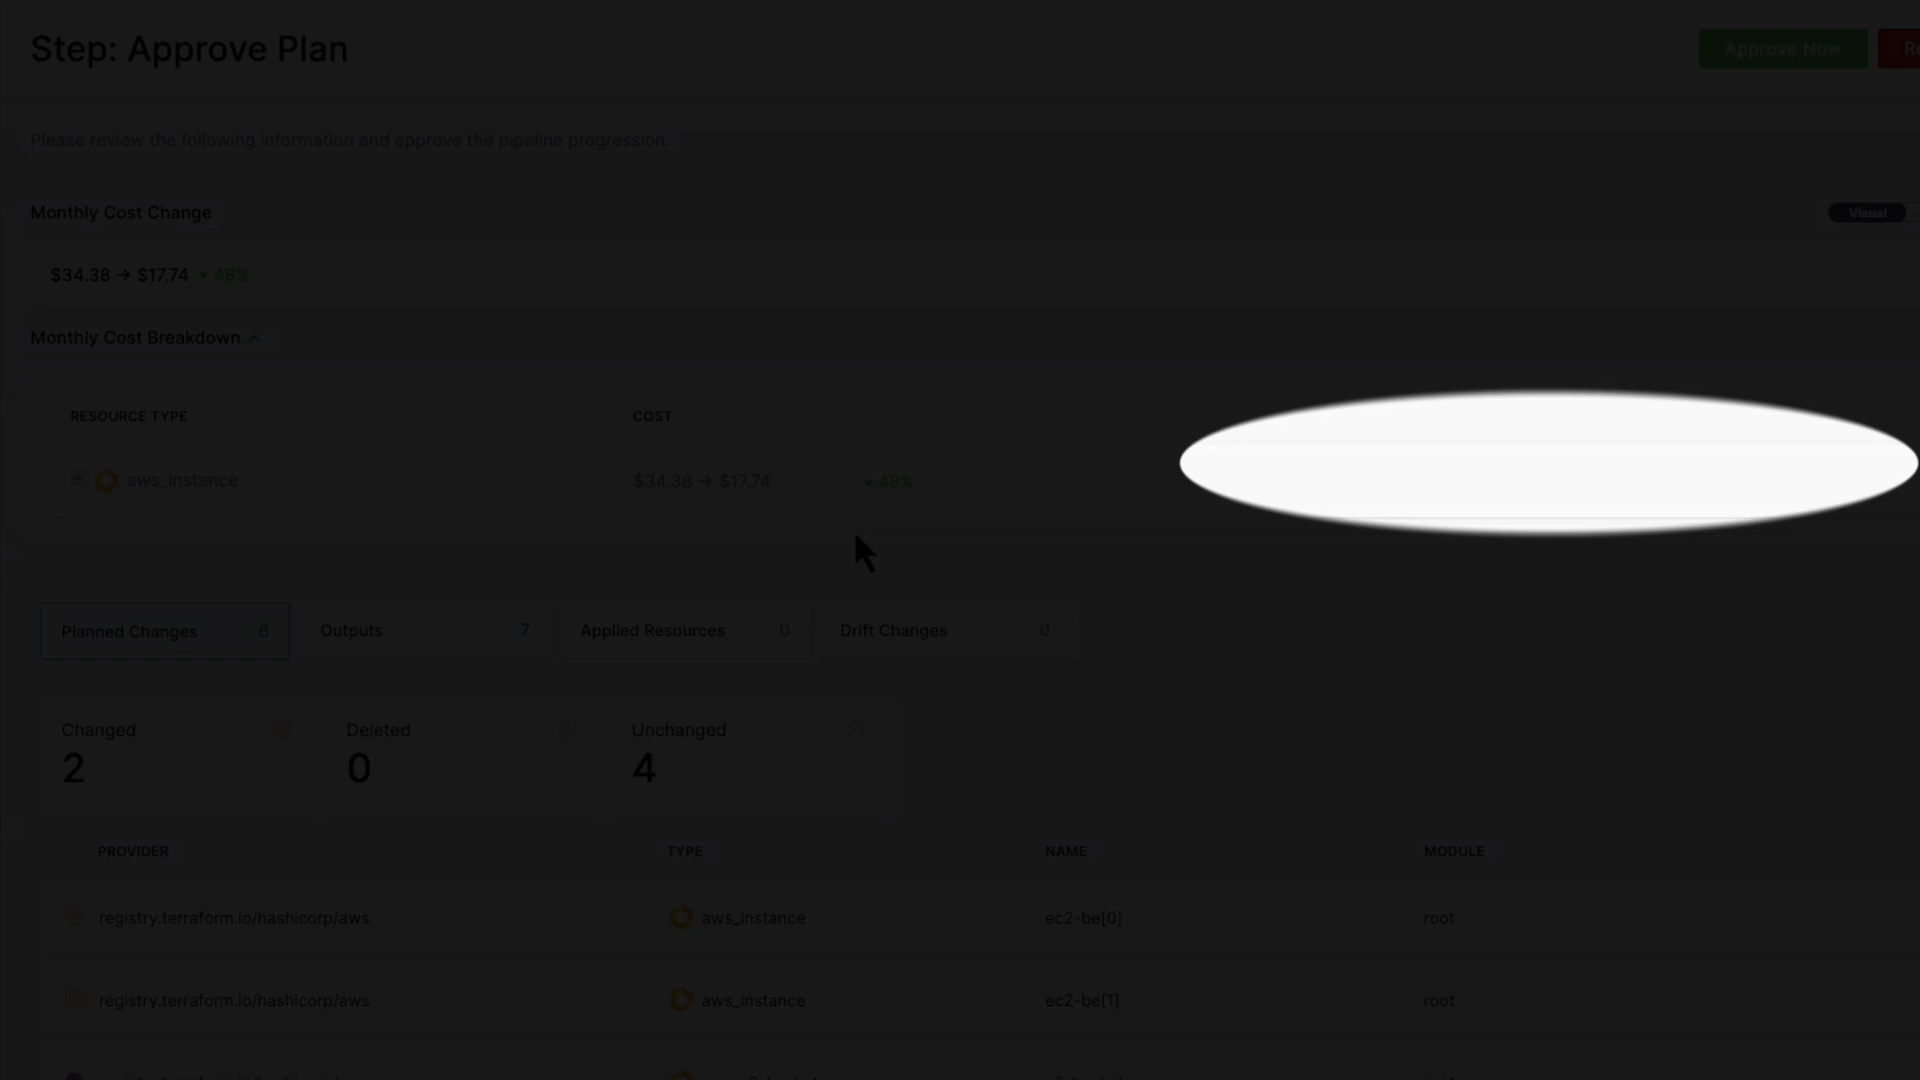 Step: Approve Plan
Approve Now
Please review the following information and approve the pipeline progression.
Monthly Cost Change
Visual
$34.38 → $17.74 ▾ 48%
Monthly Cost Breakdown
RESOURCE TYPE COST
aws_instance $34.38 → $17.74 ▾ 48%
Planned Changes 6 Outputs 7 Applied Resources 0 Drift Changes 0
Changed Deleted Unchanged
2 0 4
PROVIDER TYPE NAME MODULE
registry.terraform.io/hashicorp/aws aws_instance ec2-be[0] root
registry.terraform.io/hashicorp/aws aws_instance ec2-be[1] root